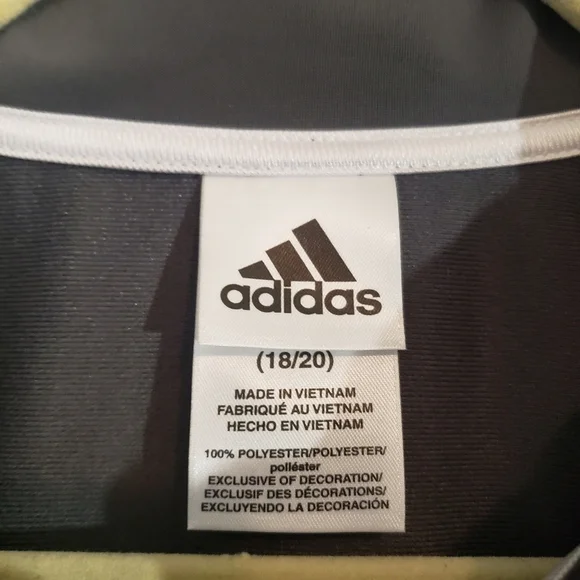 adidas
(18/20)
MADE IN VIETNAM
FABRIQUÉ AU VIETNAM
HECHO EN VIETNAM
100% POLYESTER/POLYESTER/
poliéster
EXCLUSIVE OF DECORATION/
EXCLUSIF DES DÉCORATIONS/
EXCLUYENDO LA DECORACIÓN